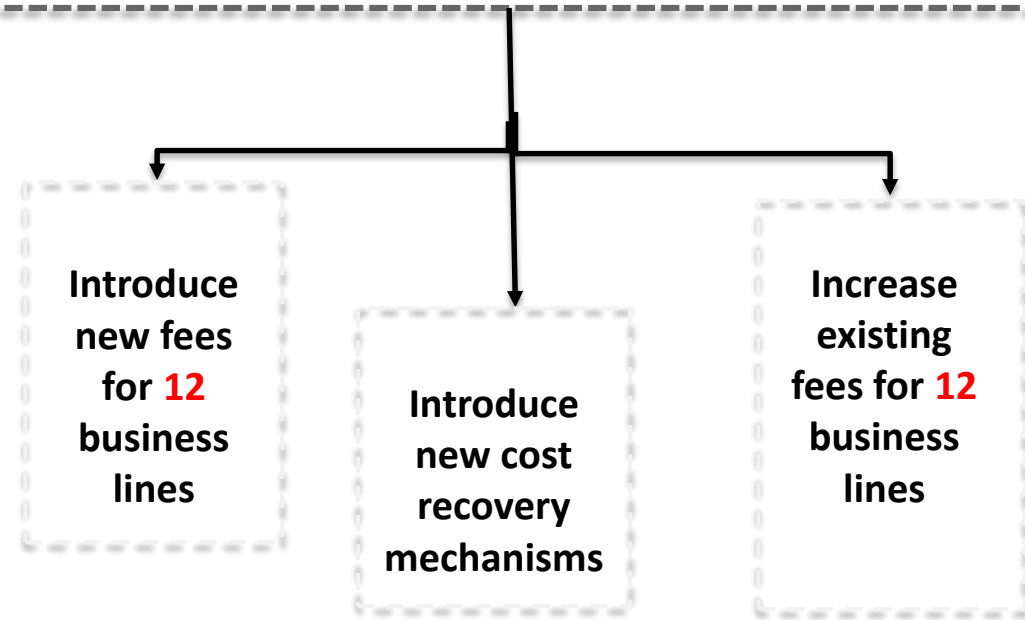 Introduce
new fees
for 12
business
lines
Introduce
new cost
recovery
mechanisms
Increase
existing
fees for 12
business
lines